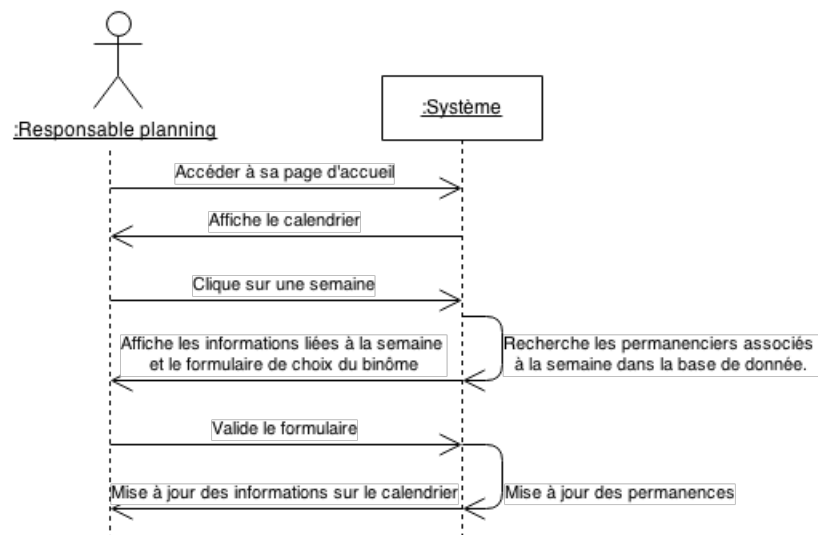 :Système
:Responsable planning
Accéder à sa page d'accueil
Affiche le calendrier
Clique sur une semaine
Affiche les informations liées à la semaine
et le formulaire de choix du binôme
Recherche les permanenciers associés
à la semaine dans la base de donnée.
Valide le formulaire
Mise à jour des informations sur le calendrier
Mise à jour des permanences